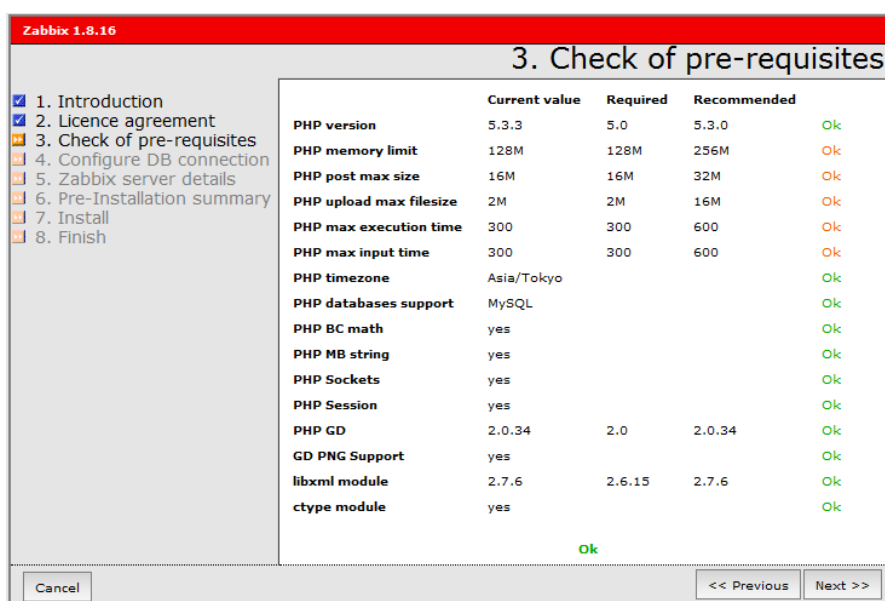 Zabbix 1.8.16
3. Check of pre-requisites
1. Introduction
2. Licence agreement
3. Check of pre-requisites
4. Configure DB connection
5. Zabbix server details
6. Pre-Installation summary
7. Install
8. Finish
Current value Required Recommended
PHP version 5.3.3 5.0 5.3.0 Ok
PHP memory limit 128M 128M 256M Ok
PHP post max size 16M 16M 32M Ok
PHP upload max filesize 2M 2M 16M Ok
PHP max execution time 300 300 600 Ok
PHP max input time 300 300 600 Ok
PHP timezone Asia/Tokyo Ok
PHP databases support MySQL Ok
PHP BC math yes Ok
PHP MB string yes Ok
PHP Sockets yes Ok
PHP Session yes Ok
PHP GD 2.0.34 2.0 2.0.34 Ok
GD PNG Support yes Ok
libxml module 2.7.6 2.6.15 2.7.6 Ok
ctype module yes Ok
Ok
Cancel << Previous Next >>